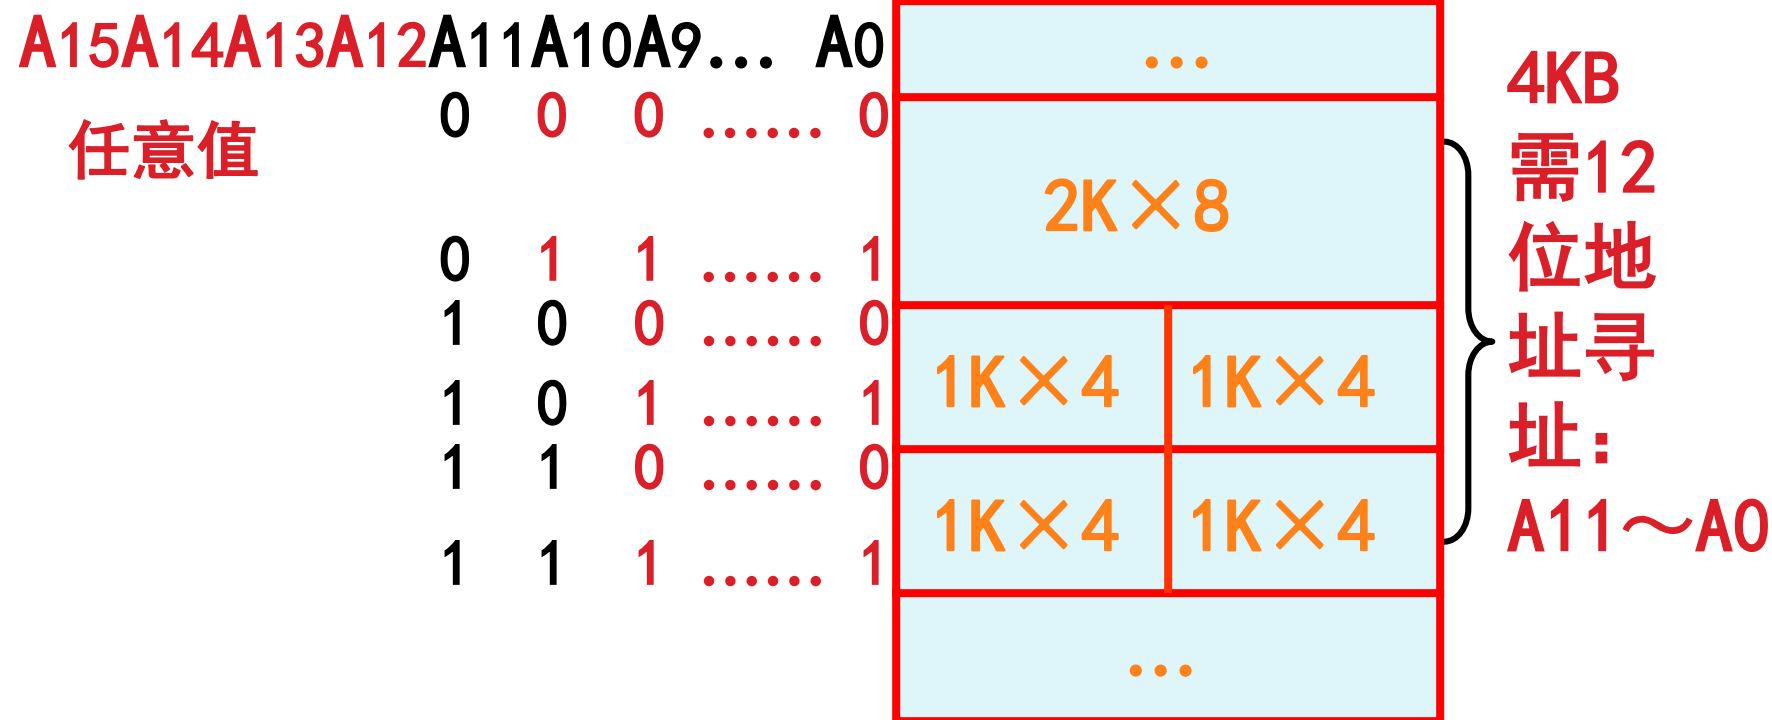 A15A14A13A12A11A10A9... A0
任意值
0 0 0 ...... 0
0 1 1 ...... 1
1 0 0 ...... 0
1 0 1 ...... 1
1 1 0 ...... 0
1 1 1 ...... 1
...
2K×8
1K×4 1K×4
1K×4 1K×4
...
4KB
需12
位地
址寻
址：
A11～A0